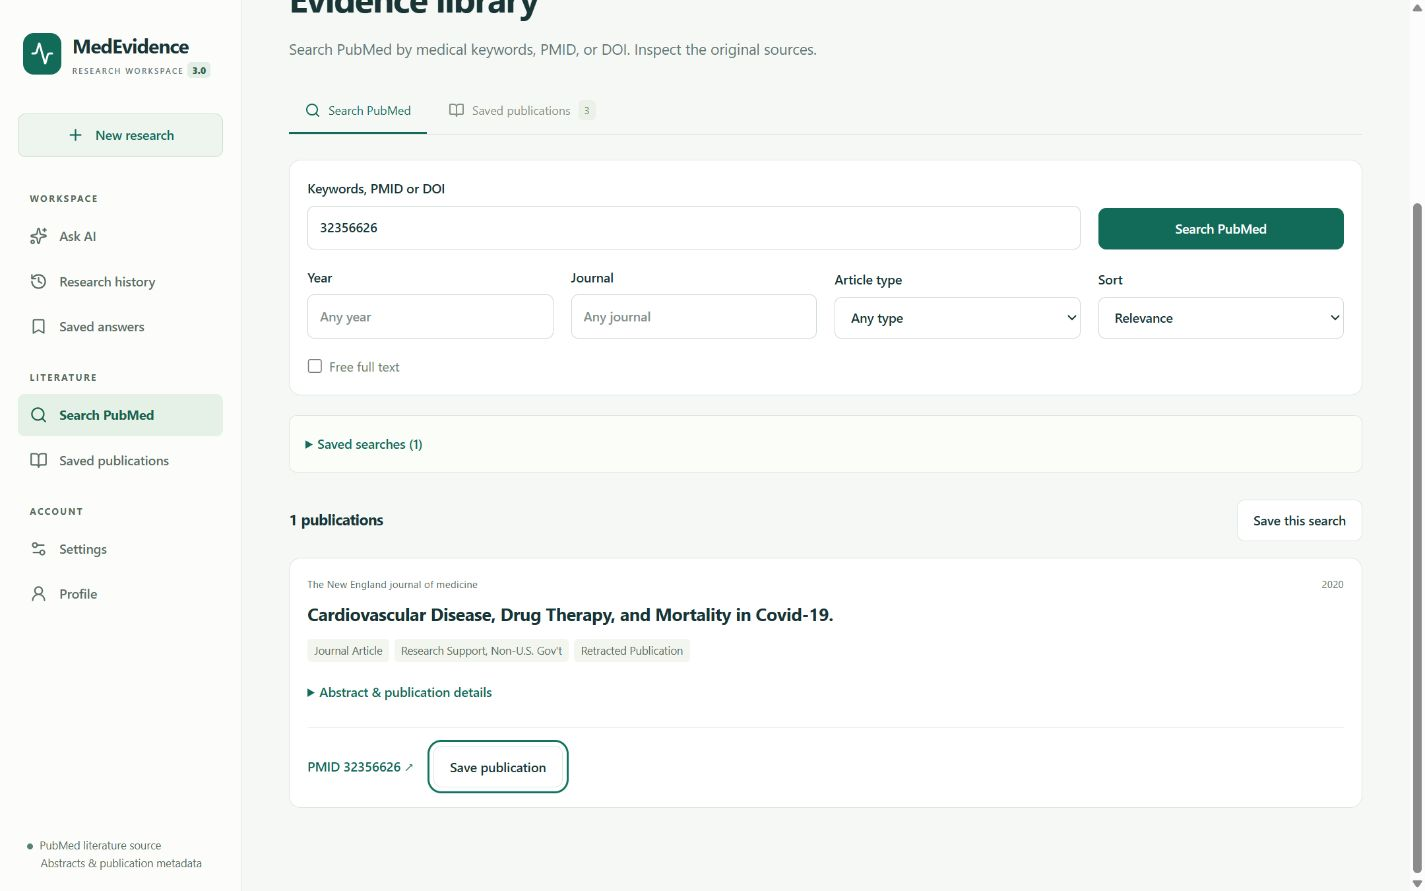 MedEvidence
RESEARCH WORKSPACE 3.0
New research
WORKSPACE
Ask AI
Research history
Saved answers
LITERATURE
Search PubMed
Saved publications
ACCOUNT
Settings
Profile
PubMed literature source
Abstracts & publication metadata
Evidence library
Search PubMed by medical keywords, PMID, or DOI. Inspect the original sources.
Search PubMed
Saved publications 3
Keywords, PMID or DOI
32356626
Search PubMed
Year
Journal
Article type
Sort
Any year
Any journal
Any type
Relevance
Free full text
Saved searches (1)
1 publications
Save this search
The New England journal of medicine
2020
Cardiovascular Disease, Drug Therapy, and Mortality in Covid-19.
Journal Article
Research Support, Non-U.S. Gov't
Retracted Publication
Abstract & publication details
PMID 32356626 ↗
Save publication